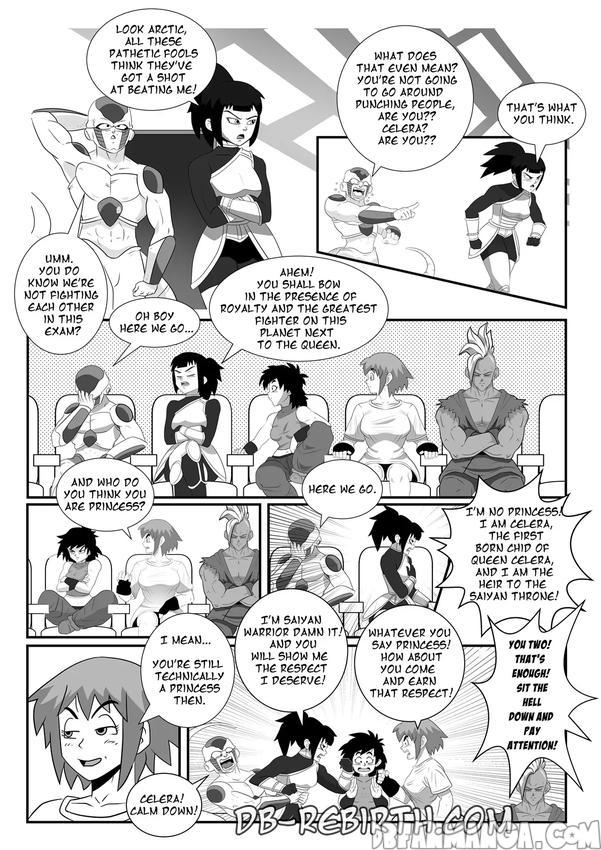 LOOK ARCTIC,
ALL THESE
PATHETIC FOOLS
THINK THEY'VE
GOT A SHOT
AT BEATING ME!
WHAT DOES
THAT EVEN MEAN?
YOU'RE NOT GOING
TO GO AROUND
PUNCHING PEOPLE,
ARE YOU??
CELERA?
ARE YOU??
THAT'S WHAT
YOU THINK.
UMM.
YOU DO
KNOW WE'RE
NOT FIGHTING
EACH OTHER
IN THIS
EXAM?
OH BOY
HERE WE GO...
AHEM!
YOU SHALL BOW
IN THE PRESENCE OF
ROYALTY AND THE GREATEST
FIGHTER ON THIS
PLANET NEXT
TO THE QUEEN.
AND WHO DO
YOU THINK YOU
ARE PRINCESS?
HERE WE GO.
I'M NO PRINCESS!
I AM CELERA,
THE FIRST
BORN CHID OF
QUEEN CELERA,
AND I AM THE
HEIR TO THE
SAIYAN THRONE!
I MEAN...
YOU'RE STILL
TECHNICALLY
A PRINCESS
THEN.
I'M SAIYAN
WARRIOR DAMN IT!
AND YOU
WILL SHOW ME
THE RESPECT
I DESERVE!
WHATEVER YOU
SAY PRINCESS!
HOW ABOUT
YOU COME
AND EARN
THAT RESPECT!
YOU TWO!
THAT'S
ENOUGH!
SIT THE
HELL
DOWN AND
PAY
ATTENTION!
CELERA!
CALM DOWN!
DB-REBIRTH.COM
DBFANMANGA.COM